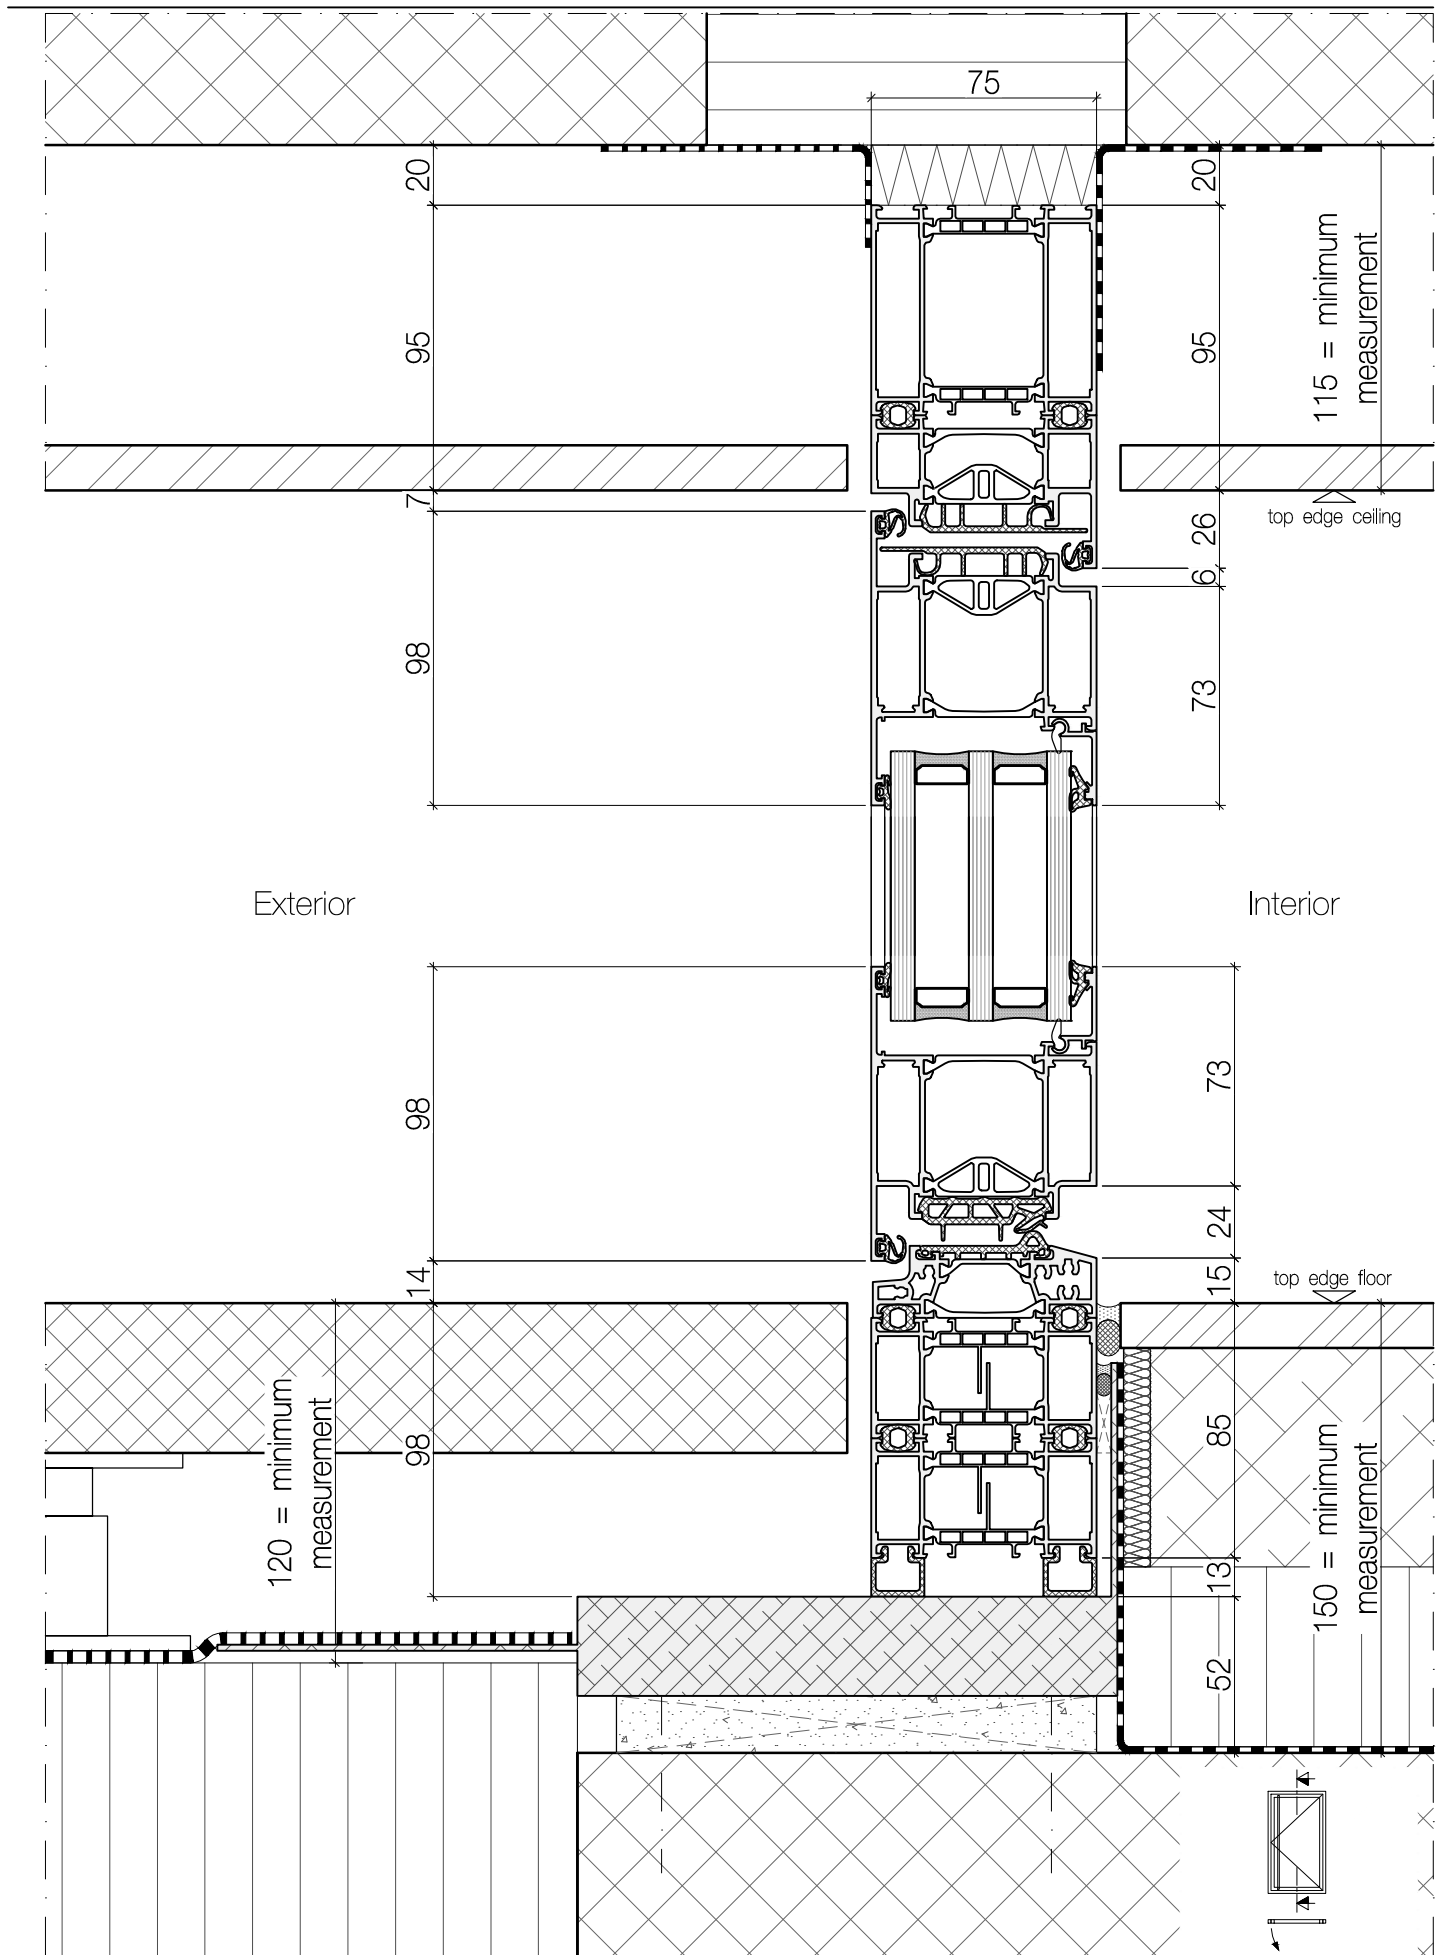 75
20
20
95
95
115 = minimum
measurement
7
top edge ceiling
26
6
98
73
Exterior
Interior
98
73
24
14
15
top edge floor
120 = minimum
measurement
98
85
150 = minimum
measurement
13
52